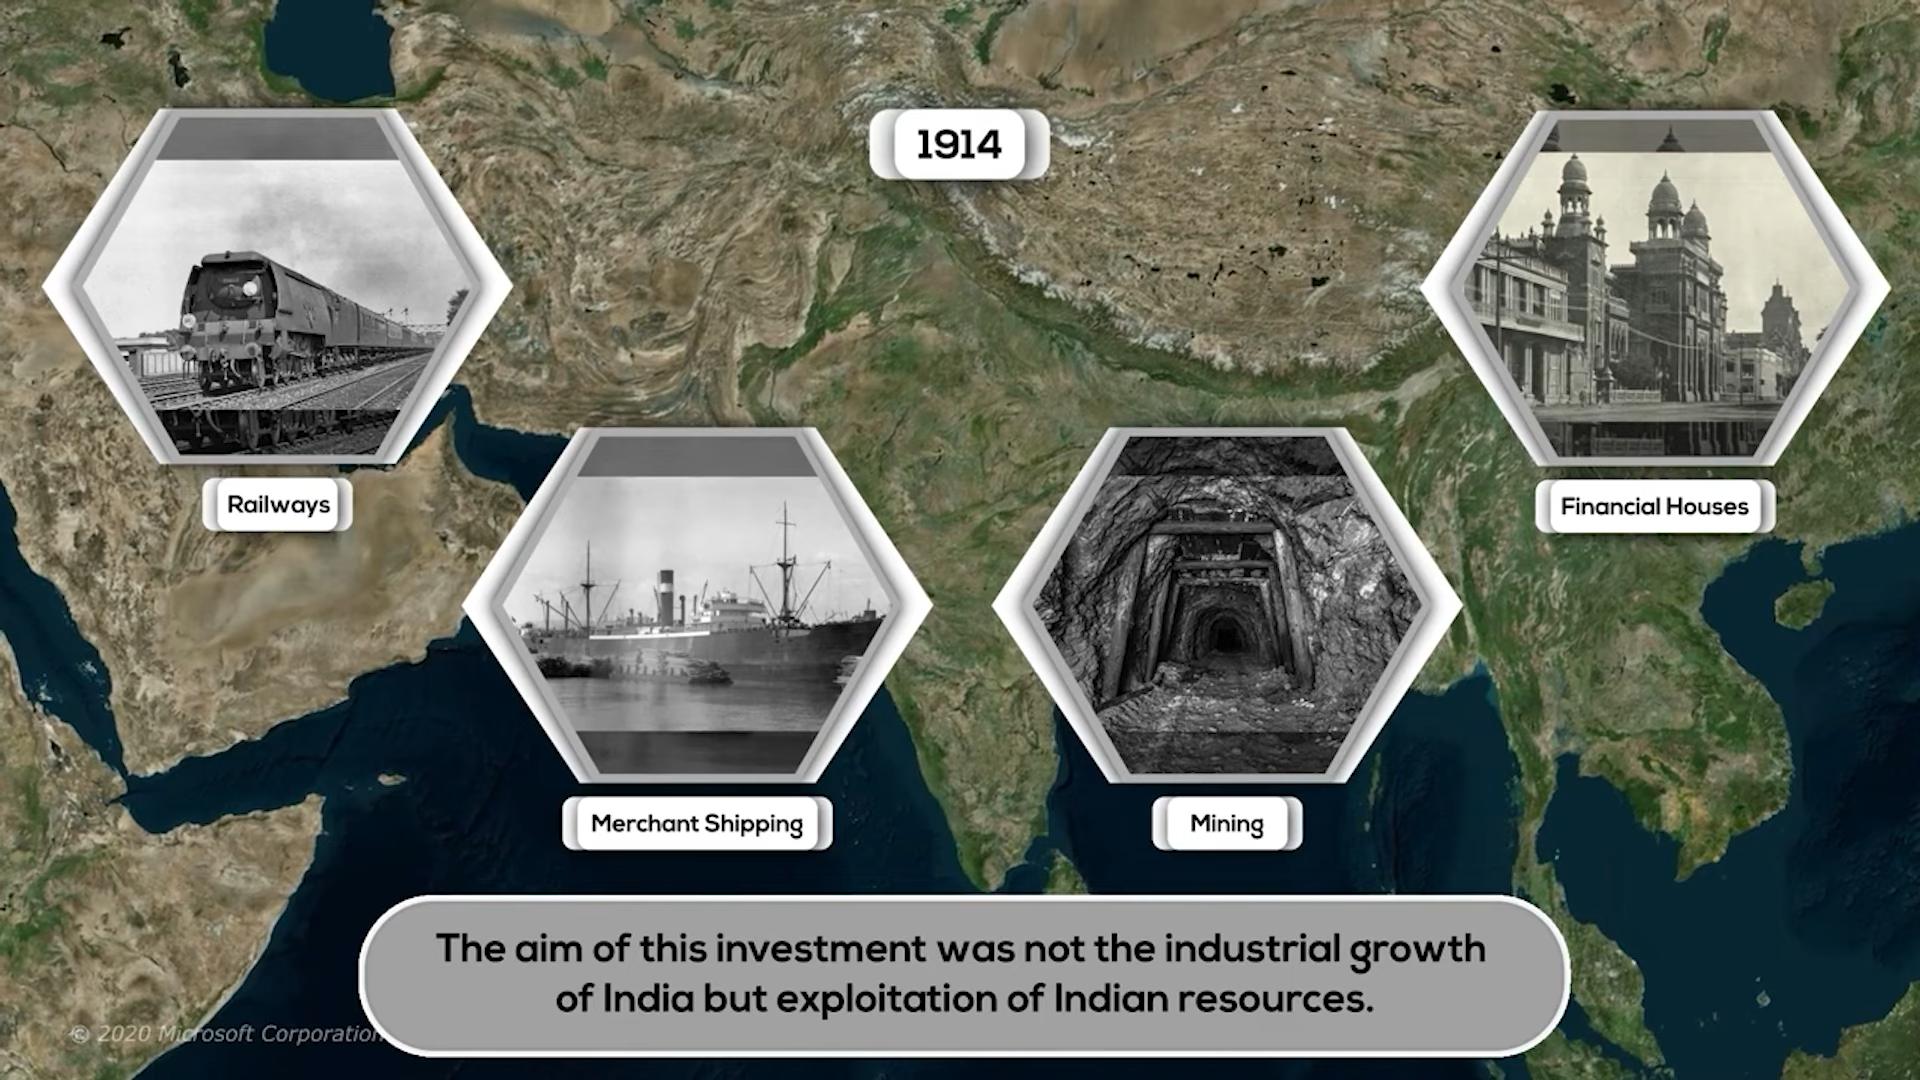 1914
Railways
Financial Houses
Merchant Shipping
Mining
The aim of this investment was not the industrial growth
of India but exploitation of Indian resources.
© 2020 Microsoft Corporation